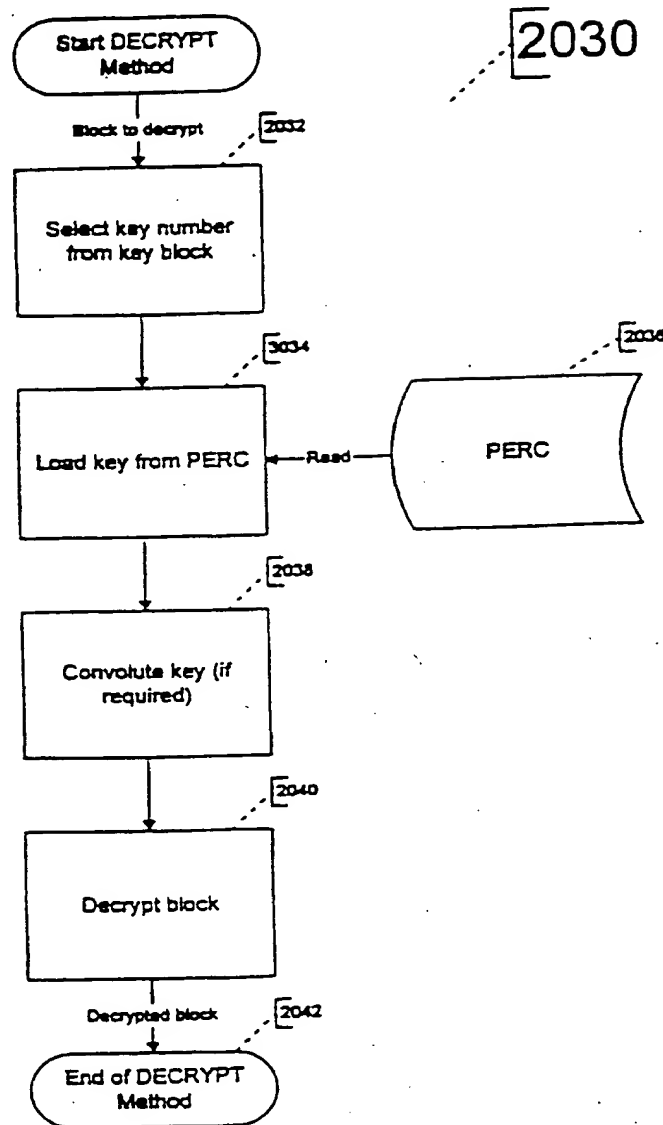 Start DECRYPT
Method
2030
Block to decrypt
2032
Select key number
from key block
3034
2036
Load key from PERC
Read
PERC
2038
Convolute key (if
required)
2040
Decrypt block
Decrypted block
2042
End of DECRYPT
Method